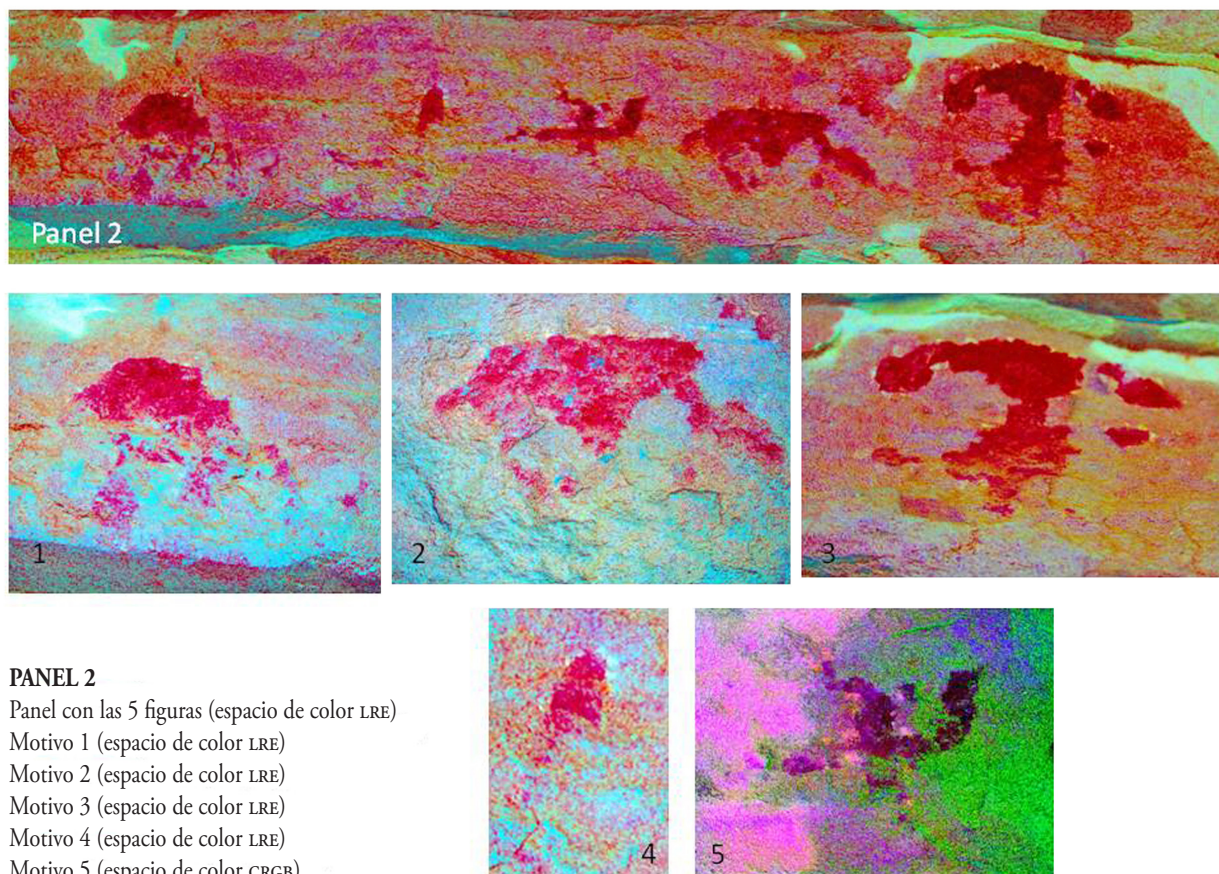 Panel 2
1
2
3
4
5
PANEL 2
Panel con las 5 figuras (espacio de color LRE)
Motivo 1 (espacio de color LRE)
Motivo 2 (espacio de color LRE)
Motivo 3 (espacio de color LRE)
Motivo 4 (espacio de color LRE)
Motivo 5 (espacio de color CRGB)